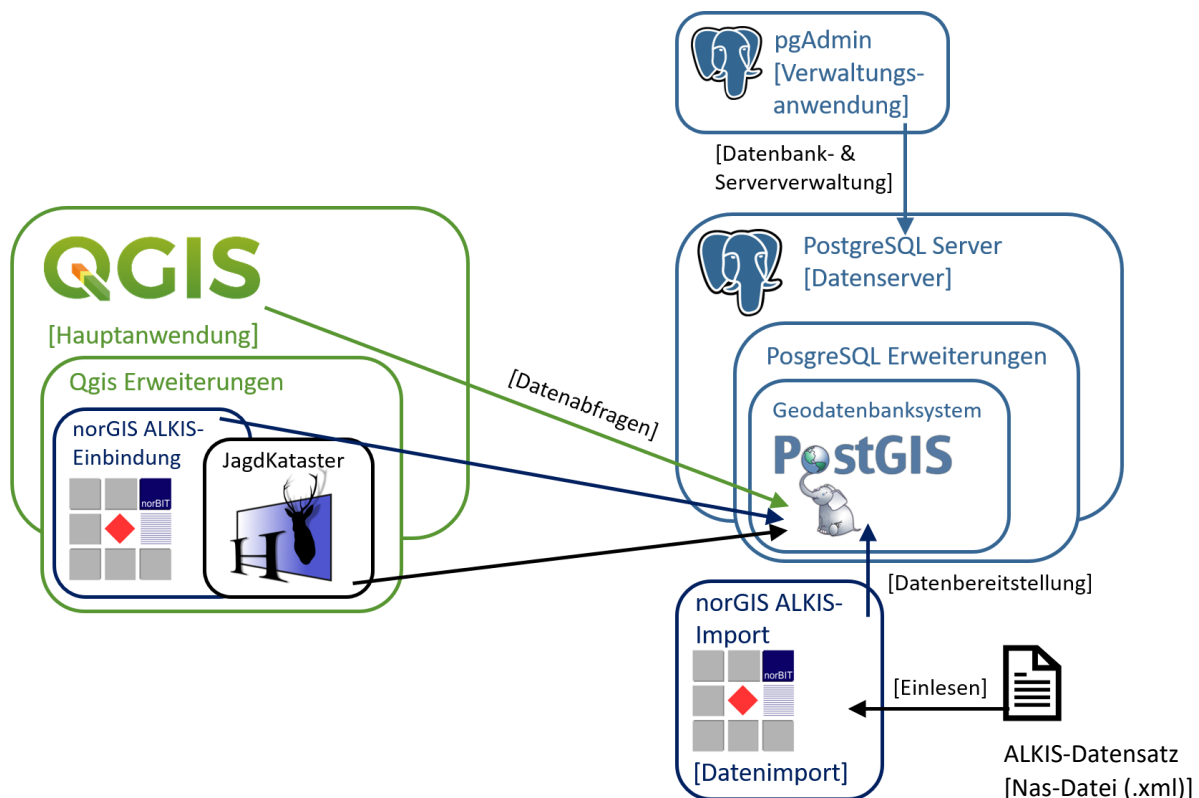 pgAdmin
[Verwaltungs-
anwendung]
[Datenbank- &
Serververwaltung]
QGIS
[Hauptanwendung]
Qgis Erweiterungen
norGIS ALKIS-
Einbindung
norBIT
JagdKataster
H
[Datenabfragen]
PostgreSQL Server
[Datenserver]
PosgreSQL Erweiterungen
Geodatenbanksystem
PostGIS
[Datenbereitstellung]
norGIS ALKIS-
Import
norBIT
[Datenimport]
[Einlesen]
ALKIS-Datensatz
[Nas-Datei (.xml)]